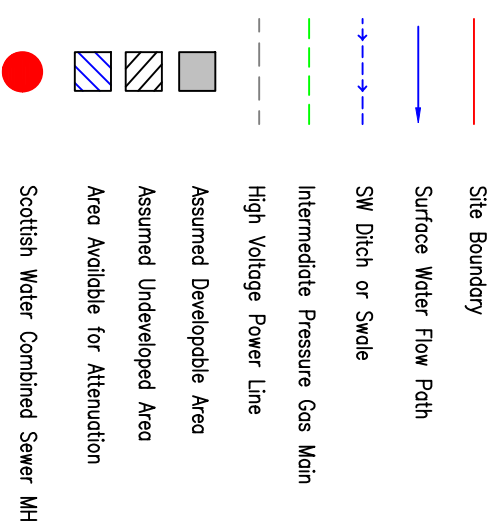 Site Boundary
Surface Water Flow Path
SW Ditch or Swale
Intermediate Pressure Gas Main
High Voltage Power Line
Assumed Developable Area
Assumed Undeveloped Area
Area Available for Attenuation
Scottish Water Combined Sewer MH